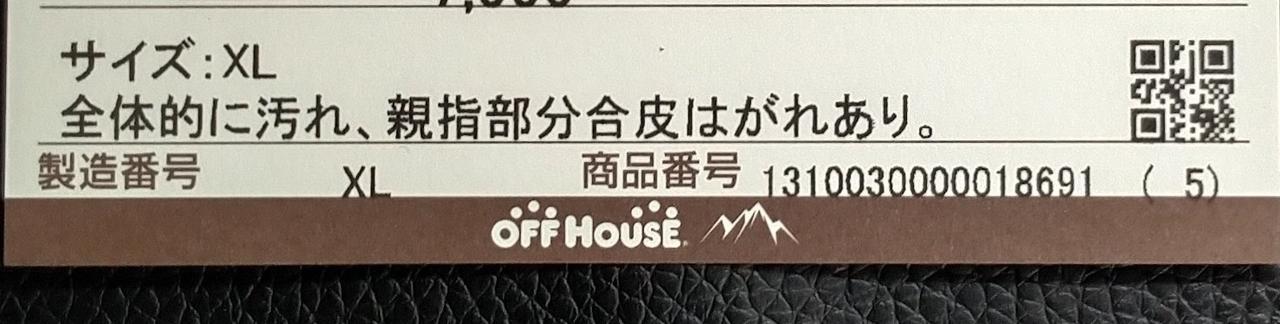 サイズ:XL
全体的に汚れ、親指部分合皮はがれあり。
製造番号 XL 商品番号 1310030000018691 ( 5)
OFF HOUSE